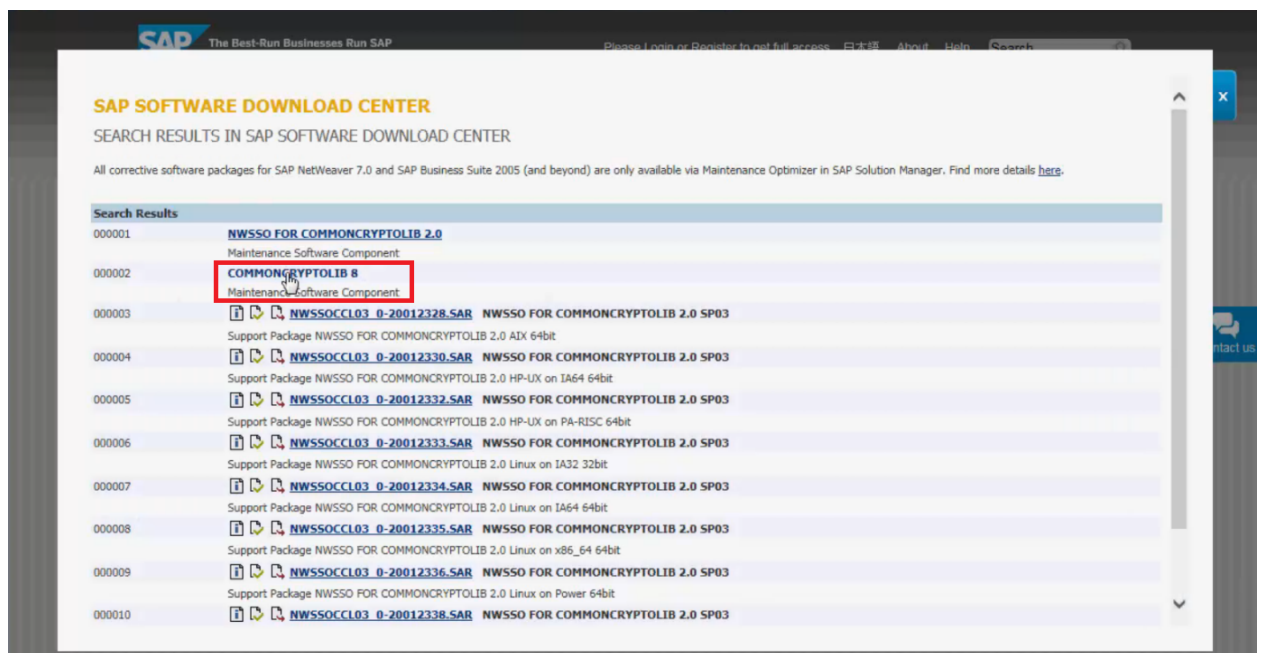 SAP The Best-Run Businesses Run SAP
Please Login or Register to get full access 日本語 About Help Search
x
SAP SOFTWARE DOWNLOAD CENTER
SEARCH RESULTS IN SAP SOFTWARE DOWNLOAD CENTER
All corrective software packages for SAP NetWeaver 7.0 and SAP Business Suite 2005 (and beyond) are only available via Maintenance Optimizer in SAP Solution Manager. Find more details here.
Search Results
000001 NWSSO FOR COMMONCRYPTOLIB 2.0
Maintenance Software Component
000002 COMMONCRYPTOLIB 8
Maintenance Software Component
000003 NWSSOCCL03_0-20012328.SAR NWSSO FOR COMMONCRYPTOLIB 2.0 SP03
Support Package NWSSO FOR COMMONCRYPTOLIB 2.0 AIX 64bit
000004 NWSSOCCL03_0-20012330.SAR NWSSO FOR COMMONCRYPTOLIB 2.0 SP03
Support Package NWSSO FOR COMMONCRYPTOLIB 2.0 HP-UX on IA64 64bit
000005 NWSSOCCL03_0-20012332.SAR NWSSO FOR COMMONCRYPTOLIB 2.0 SP03
Support Package NWSSO FOR COMMONCRYPTOLIB 2.0 HP-UX on PA-RISC 64bit
000006 NWSSOCCL03_0-20012333.SAR NWSSO FOR COMMONCRYPTOLIB 2.0 SP03
Support Package NWSSO FOR COMMONCRYPTOLIB 2.0 Linux on IA32 32bit
000007 NWSSOCCL03_0-20012334.SAR NWSSO FOR COMMONCRYPTOLIB 2.0 SP03
Support Package NWSSO FOR COMMONCRYPTOLIB 2.0 Linux on IA64 64bit
000008 NWSSOCCL03_0-20012335.SAR NWSSO FOR COMMONCRYPTOLIB 2.0 SP03
Support Package NWSSO FOR COMMONCRYPTOLIB 2.0 Linux on x86_64 64bit
000009 NWSSOCCL03_0-20012336.SAR NWSSO FOR COMMONCRYPTOLIB 2.0 SP03
Support Package NWSSO FOR COMMONCRYPTOLIB 2.0 Linux on Power 64bit
000010 NWSSOCCL03_0-20012338.SAR NWSSO FOR COMMONCRYPTOLIB 2.0 SP03
ntact us